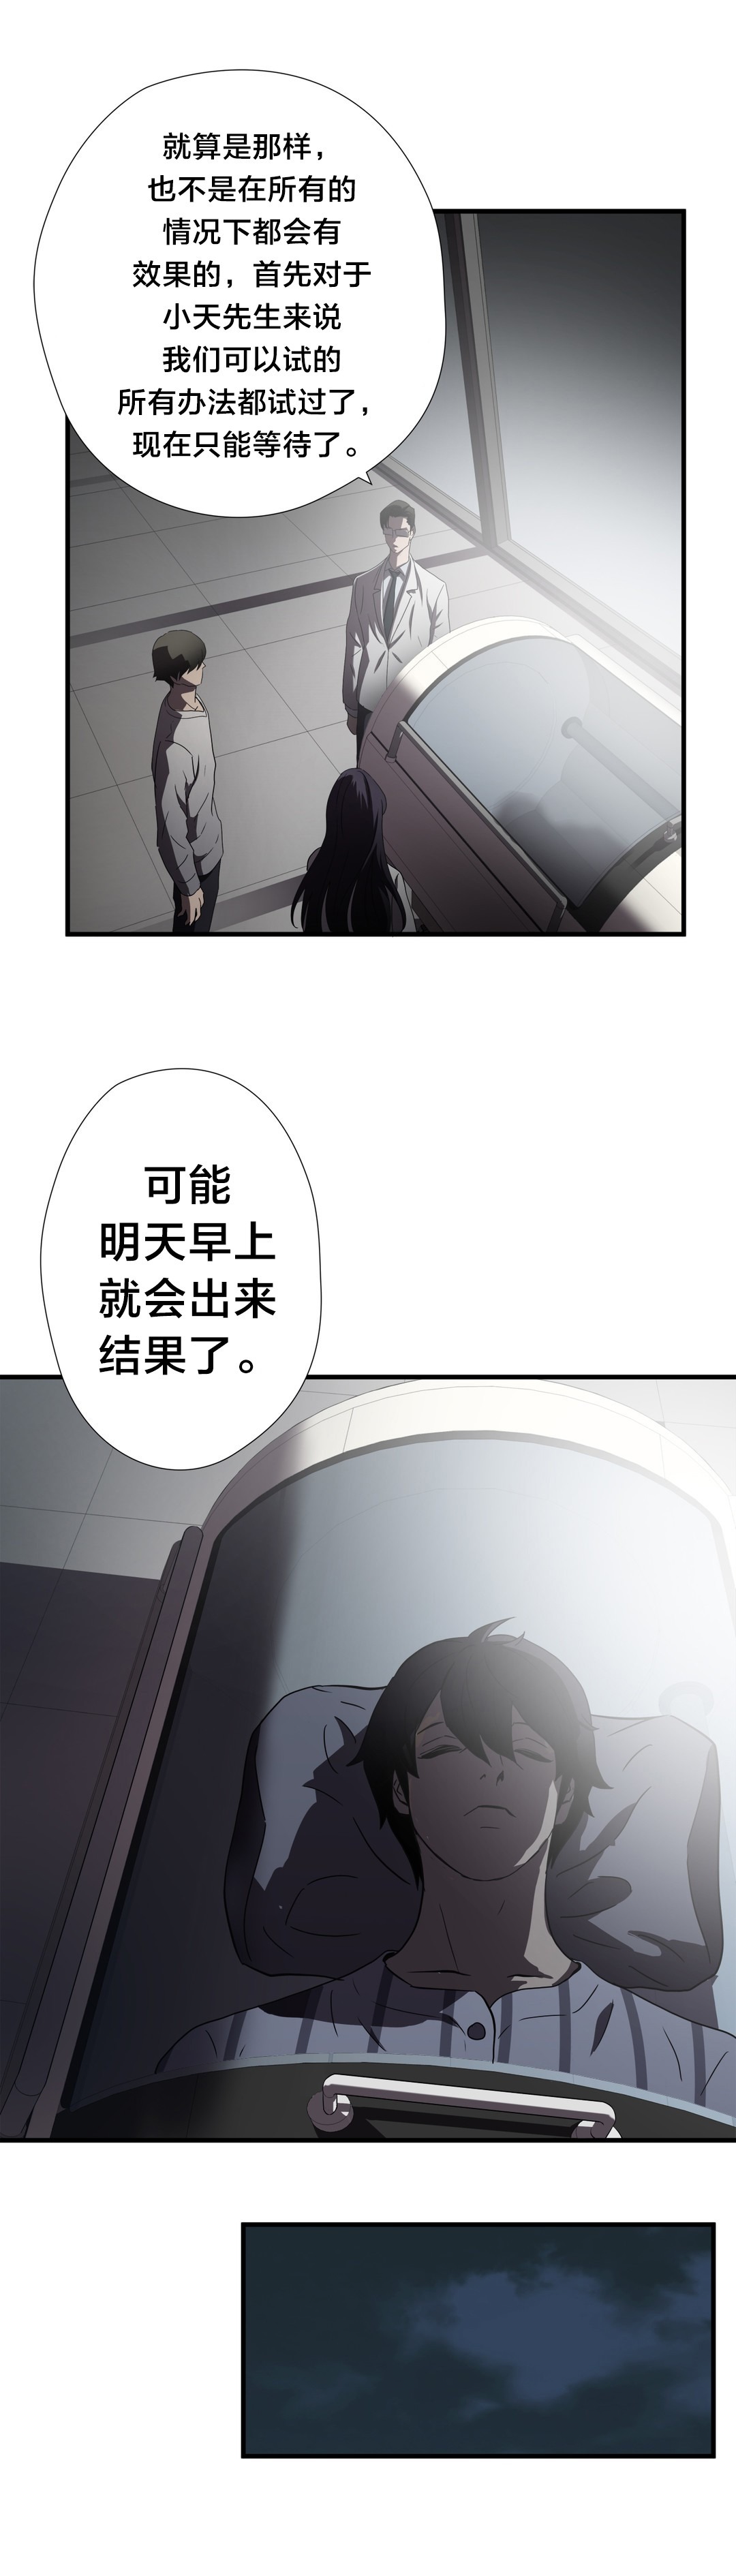 就算是那样，
也不是在所有的
情况下都会有
效果的，首先对于
小天先生来说
我们可以试的
所有办法都试过了，
现在只能等待了。
可能
明天早上
就会出来
结果了。